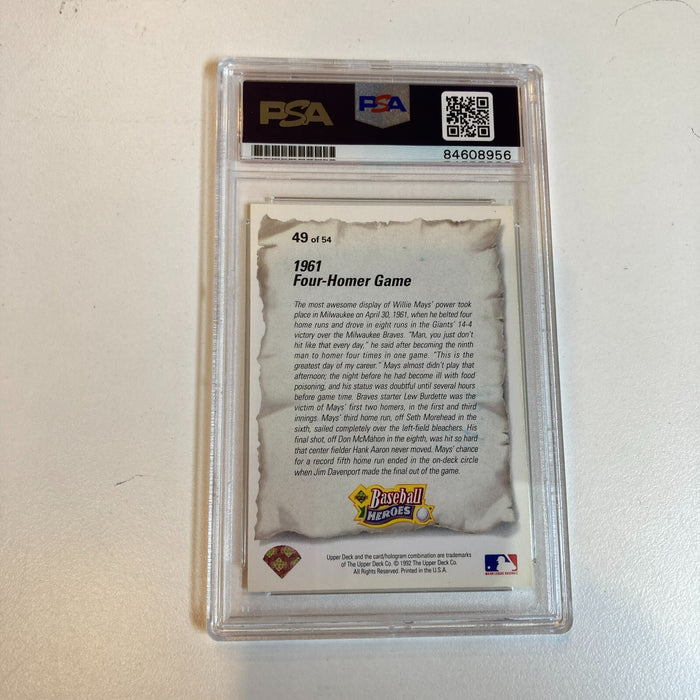 PSA PSA
84608956
49 of 54
1961
Four-Homer Game
The most awesome display of Willie Mays' power took
place in Milwaukee on April 30, 1961, when he belted four
home runs and drove in eight runs in the Giants' 14-4
victory over the Milwaukee Braves. "Man, you just don't
hit like that every day," he said after becoming the ninth
man to homer four times in one game. "This is the
greatest day of my career." Mays almost didn't play that
afternoon; the night before he had become ill with food
poisoning, and his status was doubtful until several hours
before game time. Braves starter Lew Burdette was the
victim of Mays' first two homers, in the first and third
innings. Mays' third home run, off Seth Morehead in the
sixth, sailed completely over the left-field bleachers. His
final shot, off Don McMahon in the eighth, was hit so hard
that center fielder Hank Aaron never moved. Mays' chance
for a record fifth home run ended in the on-deck circle
when Jim Davenport made the final out of the game.
Baseball
HEROES
Upper Deck and the card/hologram combination are trademarks
of The Upper Deck Co. © 1992 The Upper Deck Co.
All Rights Reserved. Printed in the U.S.A.